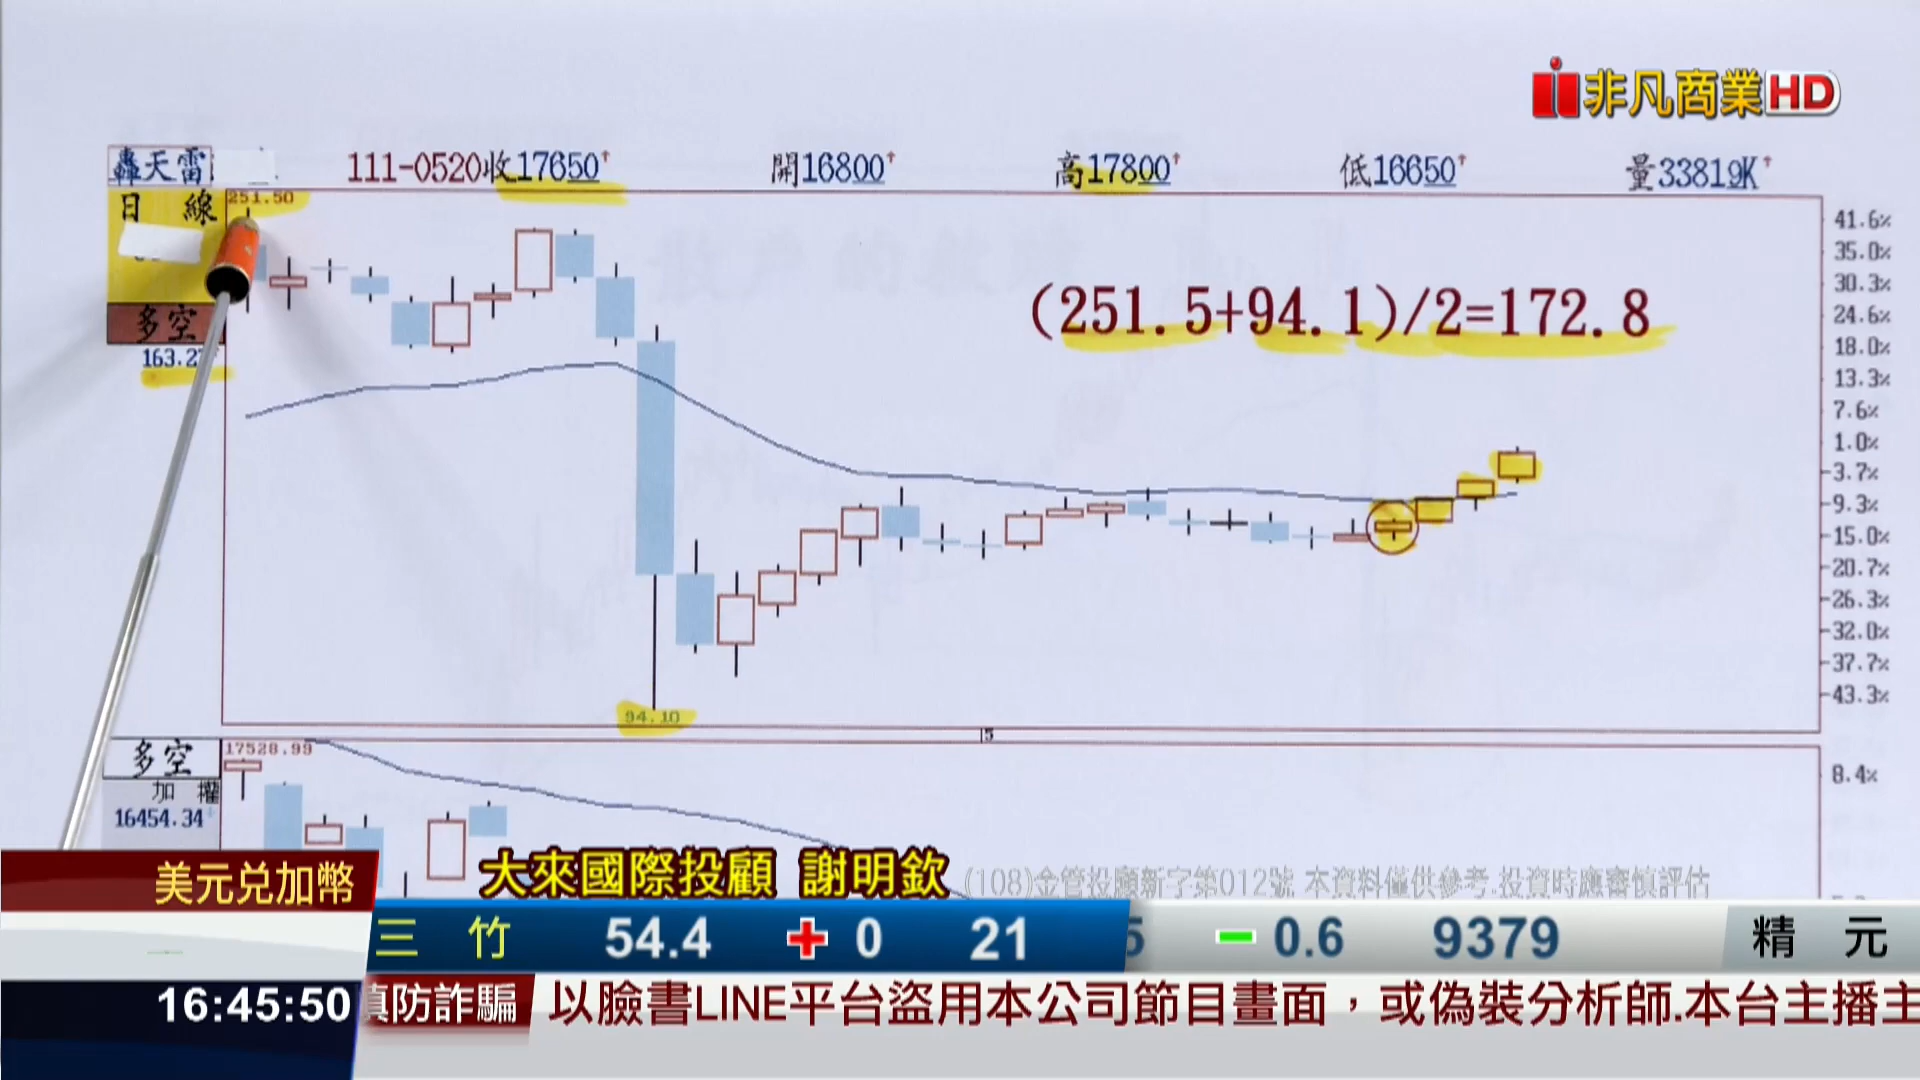 非凡商業HD
轟天雷 111-0520收17650↑ 開16800↑ 高17800↑ 低16650↑ 量33819K↑
日 線
251.50
41.6%
35.0%
(251.5+94.1)/2=172.8
30.3%
多空
24.6%
163.27
18.0%
13.3%
7.6%
1.0%
-3.7%
-9.3%
-15.0%
-20.7%
-26.3%
-32.0%
-37.7%
-43.3%
94.10
5
多空
17528.99
8.4%
加 權
16454.34
美元兌加幣
大來國際投顧 謝明欽
(108)金管投顧新字第012號 本資料僅供參考.投資時應審慎評估
三 竹 54.4 + 0 21 5 - 0.6 9379 精 元
16:45:50
慎防詐騙 以臉書LINE平台盜用本公司節目畫面，或偽裝分析師.本台主播主